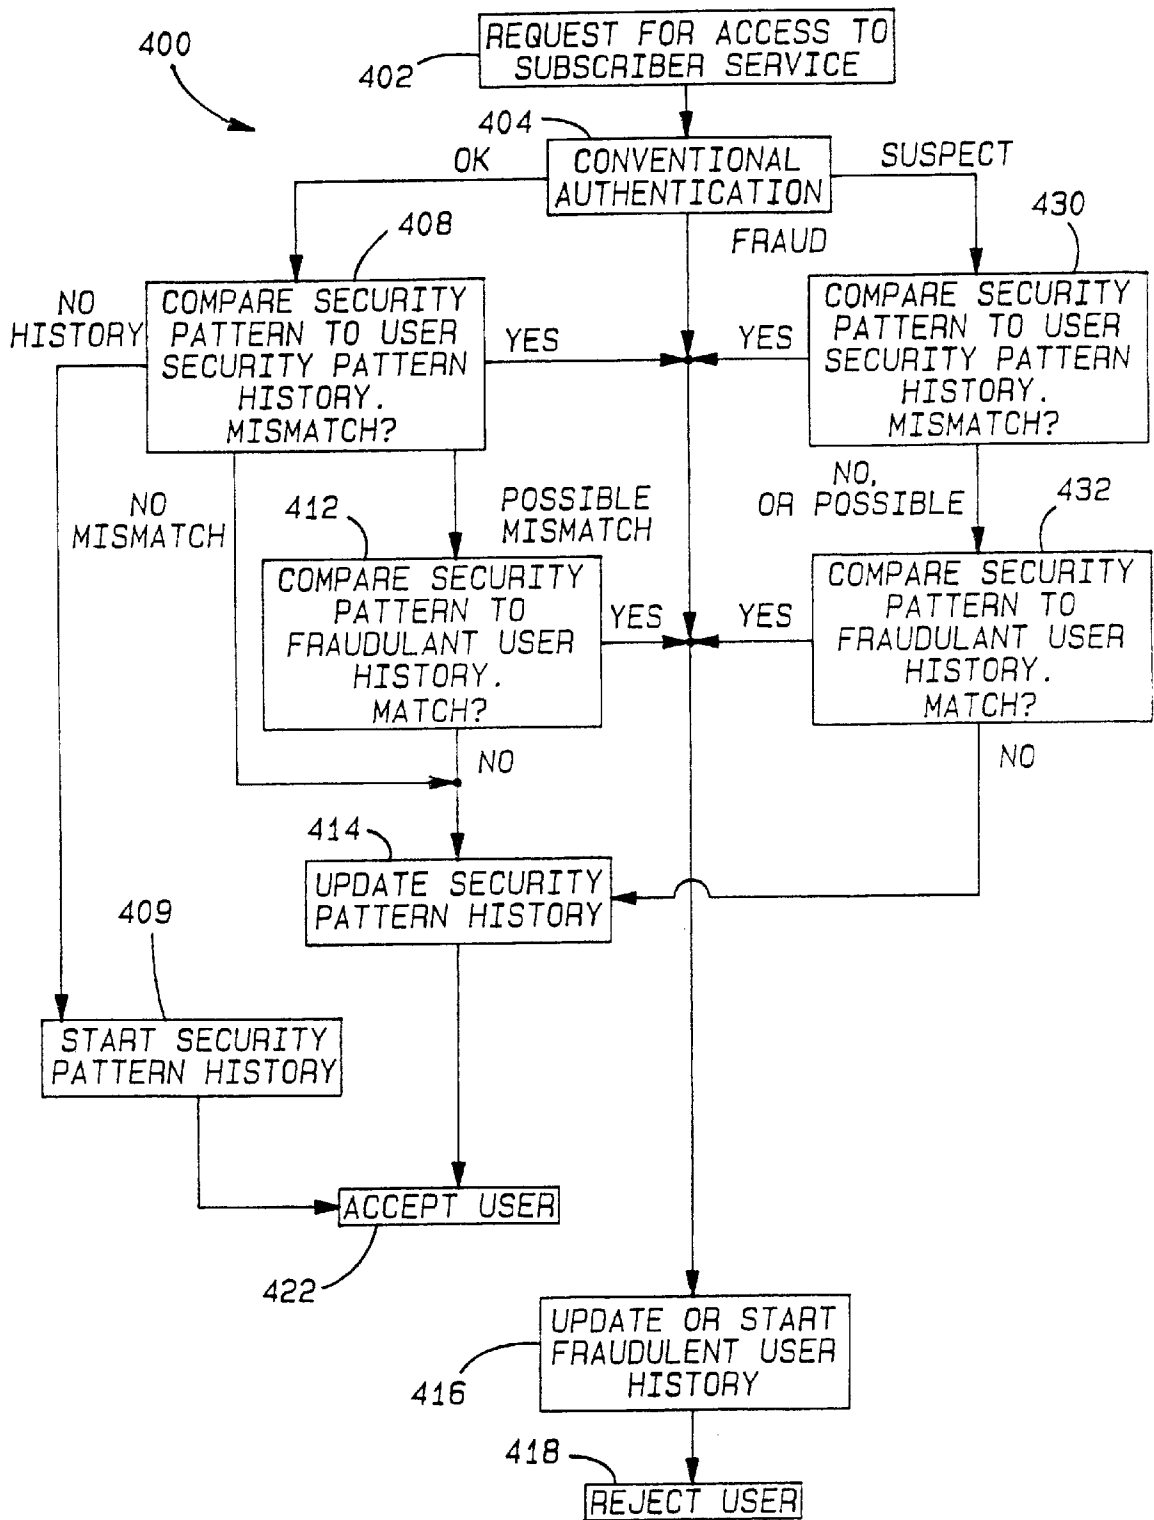 400
REQUEST FOR ACCESS TO
SUBSCRIBER SERVICE
402
404
CONVENTIONAL
AUTHENTICATION
OK
SUSPECT
FRAUD
408
430
NO
HISTORY
COMPARE SECURITY
PATTERN TO USER
SECURITY PATTERN
HISTORY.
MISMATCH?
YES
YES
COMPARE SECURITY
PATTERN TO USER
SECURITY PATTERN
HISTORY.
MISMATCH?
NO
MISMATCH
412
POSSIBLE
MISMATCH
NO,
OR POSSIBLE
432
COMPARE SECURITY
PATTERN TO
FRAUDULANT USER
HISTORY.
MATCH?
YES
YES
COMPARE SECURITY
PATTERN TO
FRAUDULANT USER
HISTORY.
MATCH?
NO
NO
414
UPDATE SECURITY
PATTERN HISTORY
409
START SECURITY
PATTERN HISTORY
ACCEPT USER
422
UPDATE OR START
FRAUDULENT USER
HISTORY
416
418
REJECT USER